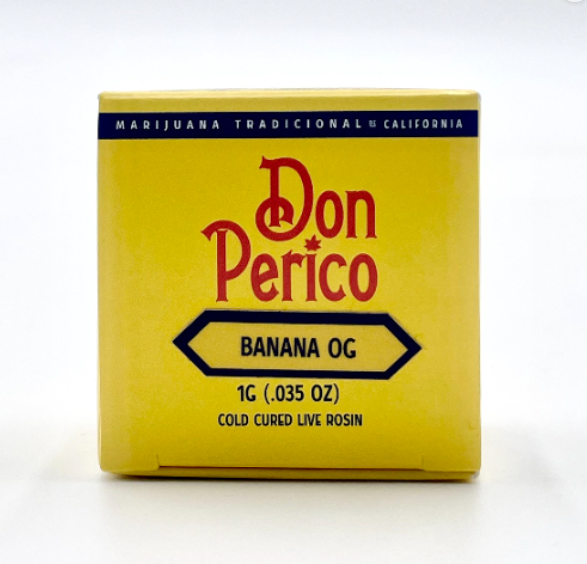 MARIJUANA TRADICIONAL DE CALIFORNIA
Don
Perico
BANANA OG
1G (.035 OZ)
COLD CURED LIVE ROSIN